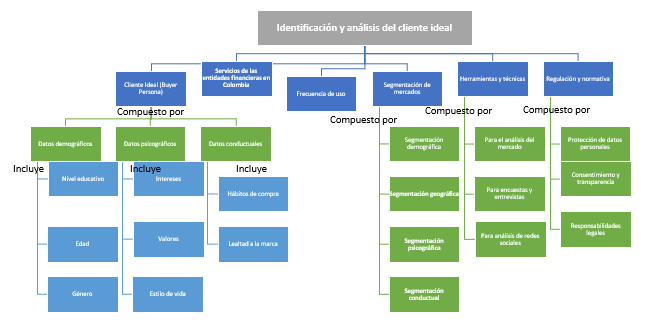 Identificación y análisis del cliente ideal
Cliente Ideal (Buyer
Persona)
Servicios de las
entidades financieras en
Colombia
Frecuencia de uso
Segmentación de
mercados
Herramientas y técnicas
Regulación y normativa
Compuesto por
Compuesto por
Compuesto por
Compuesto por
Datos demográficos
Datos psicográficos
Datos conductuales
Incluye
Incluye
Incluye
Nivel educativo
Edad
Género
Intereses
Valores
Estilo de vida
Hábitos de compra
Lealtad a la marca
Segmentación
demográfica
Segmentación geográfica
Segmentación
psicográfica
Segmentación
conductual
Para el análisis del
mercado
Para encuestas y
entrevistas
Para análisis de redes
sociales
Protección de datos
personales
Consentimiento y
transparencia
Responsabilidades
legales